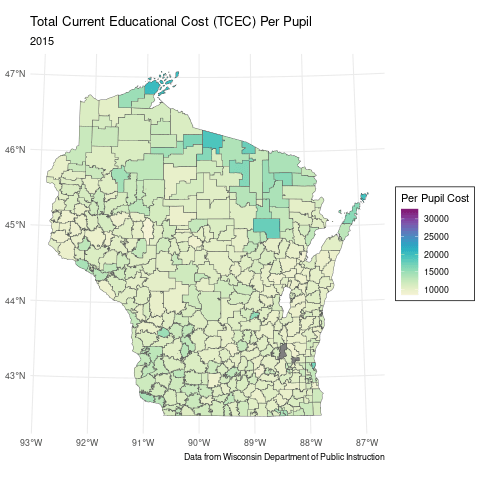 Total Current Educational Cost (TCEC) Per Pupil
2015
47°N
46°N
45°N
44°N
43°N
93°W 92°W 91°W 90°W 89°W 88°W 87°W
Per Pupil Cost
30000
25000
20000
15000
10000
Data from Wisconsin Department of Public Instruction